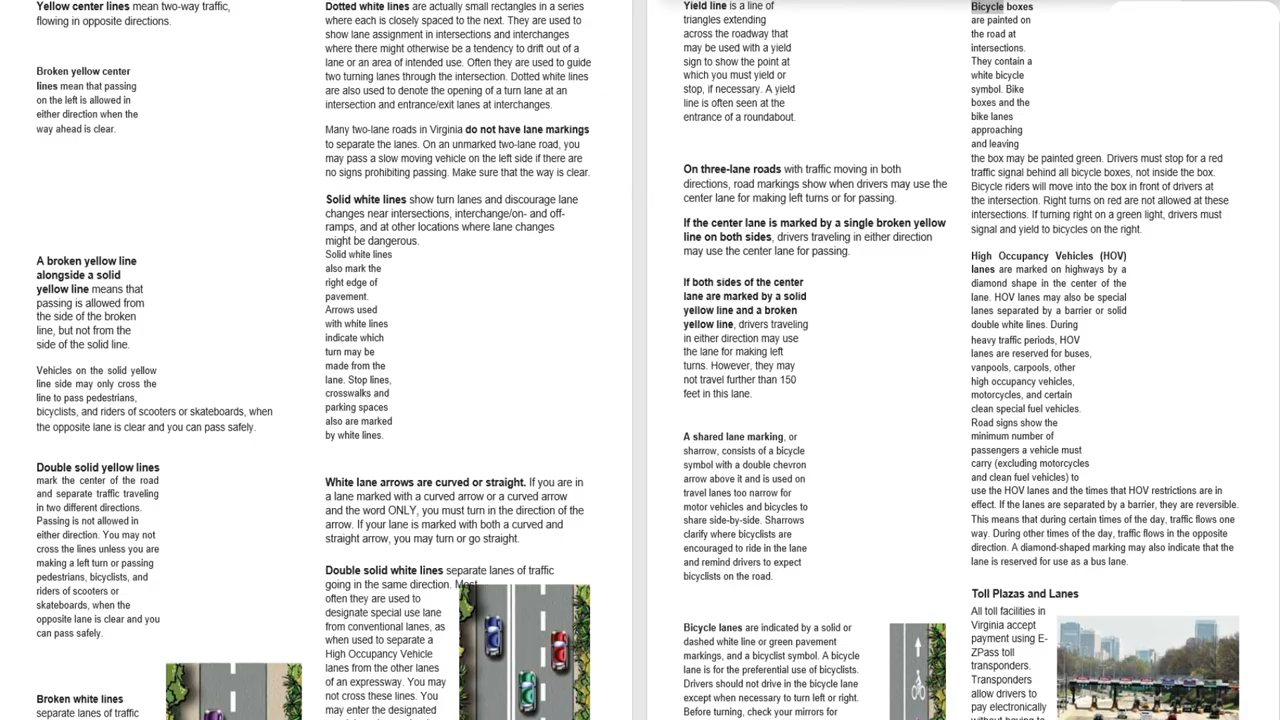 Yellow center lines mean two-way traffic,
flowing in opposite directions.
Broken yellow center
lines mean that passing
on the left is allowed in
either direction when the
way ahead is clear.
A broken yellow line
alongside a solid
yellow line means that
passing is allowed from
the side of the broken
line, but not from the
side of the solid line.
Vehicles on the solid yellow
line side may only cross the
line to pass pedestrians,
bicyclists, and riders of scooters or skateboards, when
the opposite lane is clear and you can pass safely.
Double solid yellow lines
mark the center of the road
and separate traffic traveling
in two different directions.
Passing is not allowed in
either direction. You may not
cross the lines unless you are
making a left turn or passing
pedestrians, bicyclists, and
riders of scooters or
skateboards, when the
opposite lane is clear and you
can pass safely.
Broken white lines
separate lanes of traffic
Dotted white lines are actually small rectangles in a series
where each is closely spaced to the next. They are used to
show lane assignment in intersections and interchanges
where there might otherwise be a tendency to drift out of a
lane or an area of intended use. Often they are used to guide
two turning lanes through the intersection. Dotted white lines
are also used to denote the opening of a turn lane at an
intersection and entrance/exit lanes at interchanges.
Many two-lane roads in Virginia do not have lane markings
to separate the lanes. On an unmarked two-lane road, you
may pass a slow moving vehicle on the left side if there are
no signs prohibiting passing. Make sure that the way is clear.
Solid white lines show turn lanes and discourage lane
changes near intersections, interchange/on- and off-
ramps, and at other locations where lane changes
might be dangerous.
Solid white lines
also mark the
right edge of
pavement.
Arrows used
with white lines
indicate which
turn may be
made from the
lane. Stop lines,
crosswalks and
parking spaces
also are marked
by white lines.
White lane arrows are curved or straight. If you are in
a lane marked with a curved arrow or a curved arrow
and the word ONLY, you must turn in the direction of the
arrow. If your lane is marked with both a curved and
straight arrow, you may turn or go straight.
Double solid white lines separate lanes of traffic
going in the same direction. Most
often they are used to
designate special use lane
from conventional lanes, as
when used to separate a
High Occupancy Vehicle
lanes from the other lanes
of an expressway. You may
not cross these lines. You
may enter the designated
Yield line is a line of
triangles extending
across the roadway that
may be used with a yield
sign to show the point at
which you must yield or
stop, if necessary. A yield
line is often seen at the
entrance of a roundabout.
On three-lane roads with traffic moving in both
directions, road markings show when drivers may use the
center lane for making left turns or for passing.
If the center lane is marked by a single broken yellow
line on both sides, drivers traveling in either direction
may use the center lane for passing.
If both sides of the center
lane are marked by a solid
yellow line and a broken
yellow line, drivers traveling
in either direction may use
the lane for making left
turns. However, they may
not travel further than 150
feet in this lane.
A shared lane marking, or
sharrow, consists of a bicycle
symbol with a double chevron
arrow above it and is used on
travel lanes too narrow for
motor vehicles and bicycles to
share side-by-side. Sharrows
clarify where bicyclists are
encouraged to ride in the lane
and remind drivers to expect
bicyclists on the road.
Bicycle lanes are indicated by a solid or
dashed white line or green pavement
markings, and a bicyclist symbol. A bicycle
lane is for the preferential use of bicyclists.
Drivers should not drive in the bicycle lane
except when necessary to turn left or right.
Before turning, check your mirrors for
Bicycle boxes
are painted on
the road at
intersections.
They contain a
white bicycle
symbol. Bike
boxes and the
bike lanes
approaching
and leaving
the box may be painted green. Drivers must stop for a red
traffic signal behind all bicycle boxes, not inside the box.
Bicycle riders will move into the box in front of drivers at
the intersection. Right turns on red are not allowed at these
intersections. If turning right on a green light, drivers must
signal and yield to bicycles on the right.
High Occupancy Vehicles (HOV)
lanes are marked on highways by a
diamond shape in the center of the
lane. HOV lanes may also be special
lanes separated by a barrier or solid
double white lines. During
heavy traffic periods, HOV
lanes are reserved for buses,
vanpools, carpools, other
high occupancy vehicles,
motorcycles, and certain
clean special fuel vehicles.
Road signs show the
minimum number of
passengers a vehicle must
carry (excluding motorcycles
and clean fuel vehicles) to
use the HOV lanes and the times that HOV restrictions are in
effect. If the lanes are separated by a barrier, they are reversible.
This means that during certain times of the day, traffic flows one
way. During other times of the day, traffic flows in the opposite
direction. A diamond-shaped marking may also indicate that the
lane is reserved for use as a bus lane.
Toll Plazas and Lanes
All toll facilities in
Virginia accept
payment using E-
ZPass toll
transponders.
Transponders
allow drivers to
pay electronically
without having to